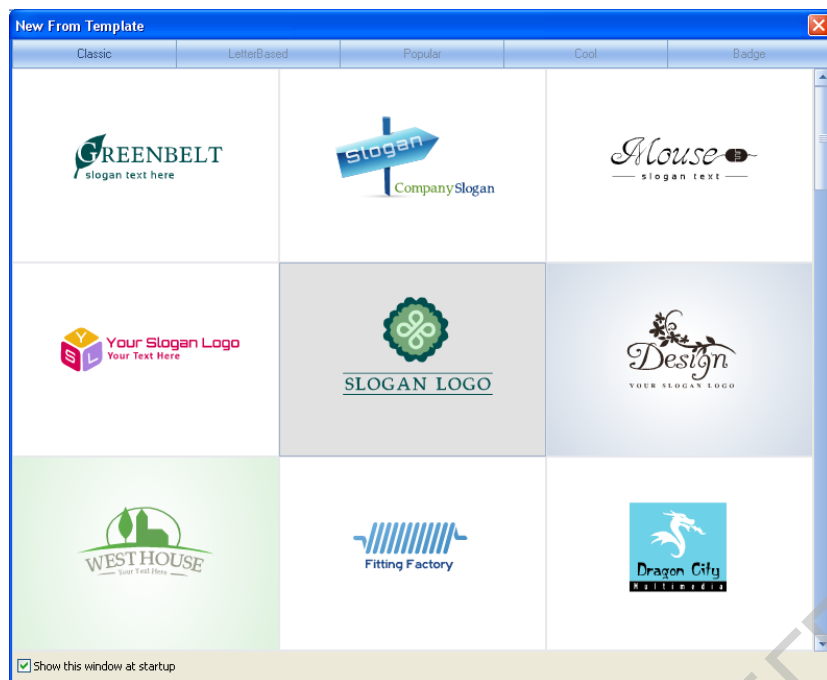 New From Template
Classic
LetterBased
Popular
Cool
Badge
GREENBELT
slogan text here
Slogan
CompanySlogan
Mouse
slogan text
Y
S L
Your Slogan Logo
Your Text Here
SLOGAN LOGO
Design
YOUR SLOGAN LOGO
WEST HOUSE
Your Text Here
Fitting Factory
Dragon City
Multimedia
Show this window at startup